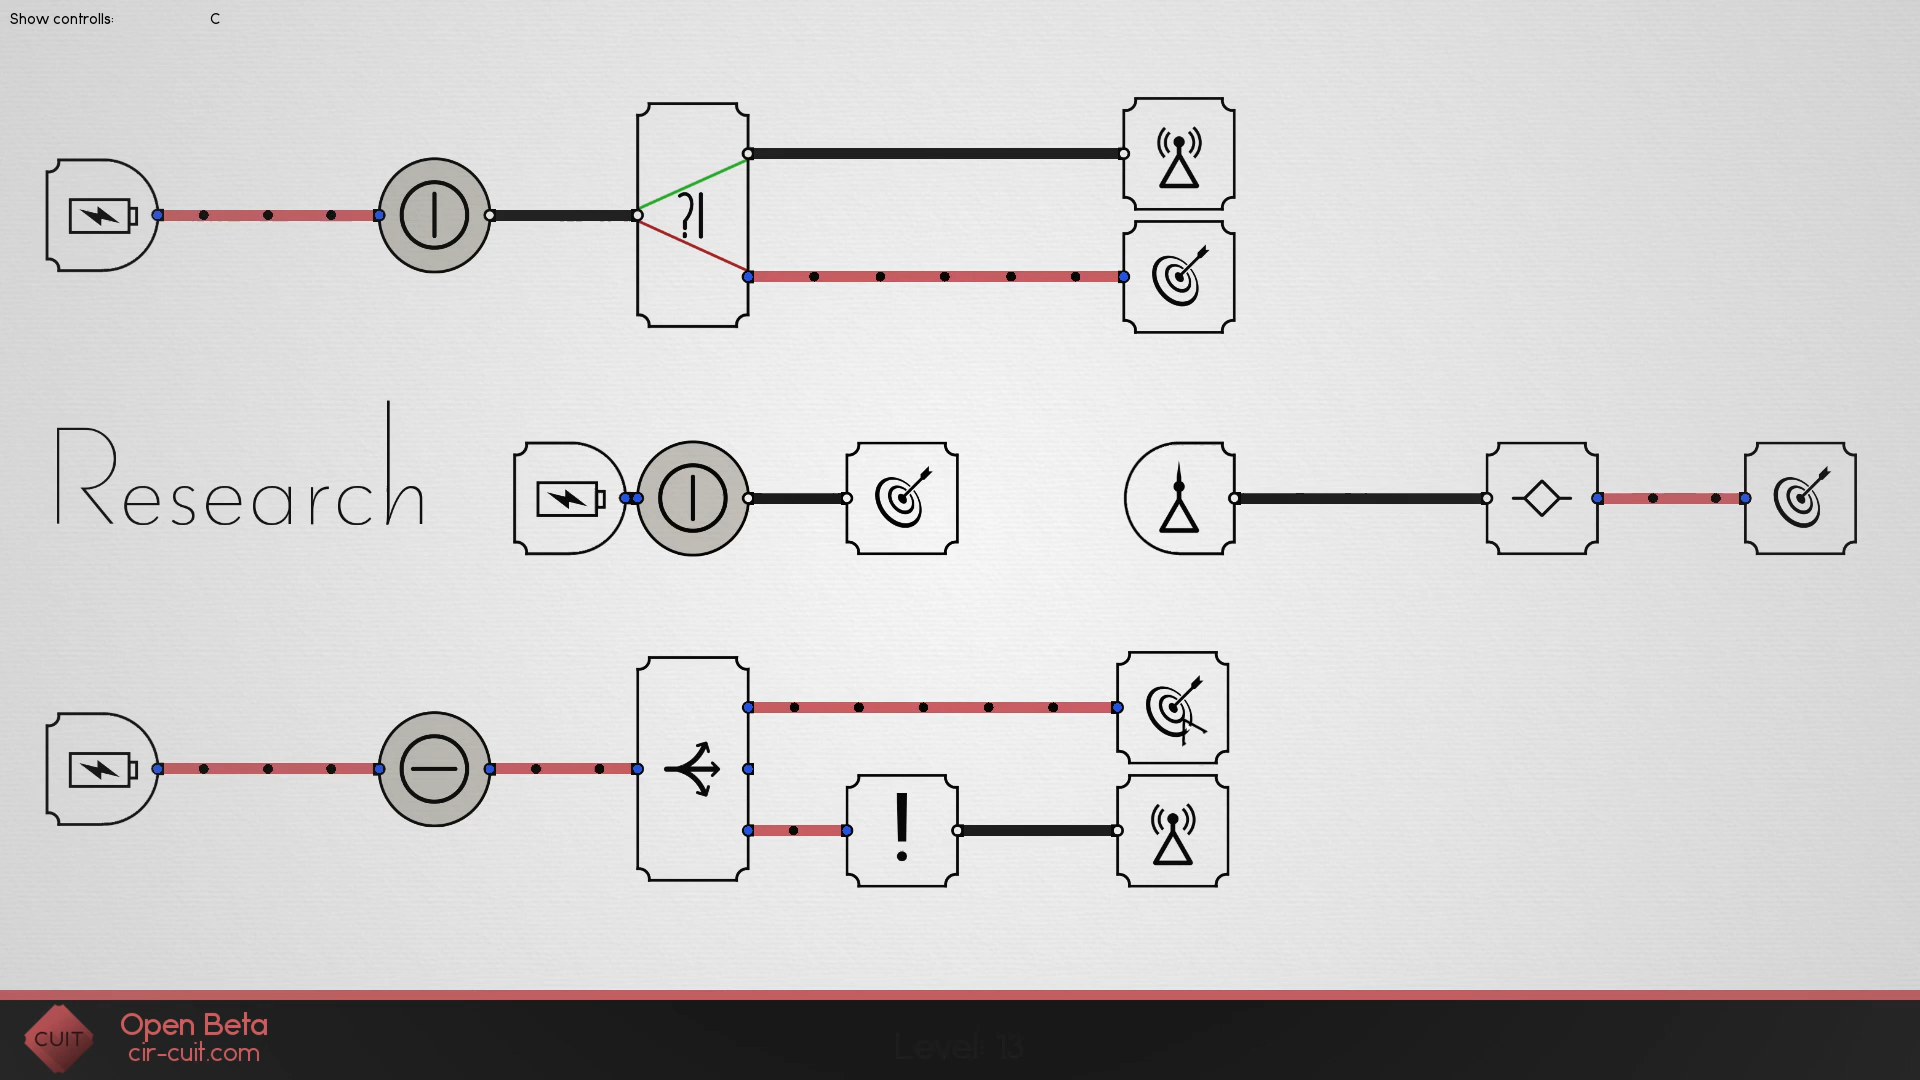 Show controlls: C
?|
Research
!
CUIT
Open Beta
cir-cuit.com
Level: 13